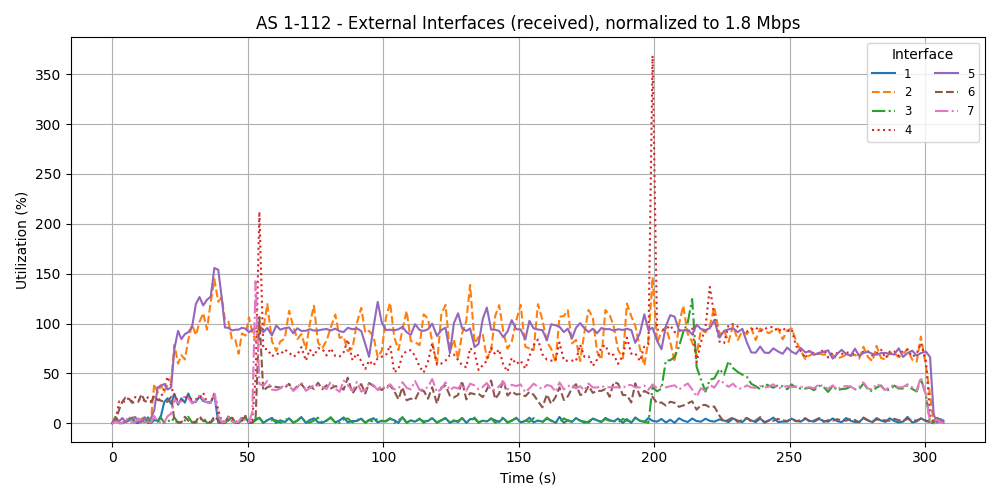 AS 1-112 - External Interfaces (received), normalized to 1.8 Mbps
Utilization (%)
350
300
250
200
150
100
50
0
Interface
1 5
2 6
3 7
4
0 50 100 150 200 250 300
Time (s)